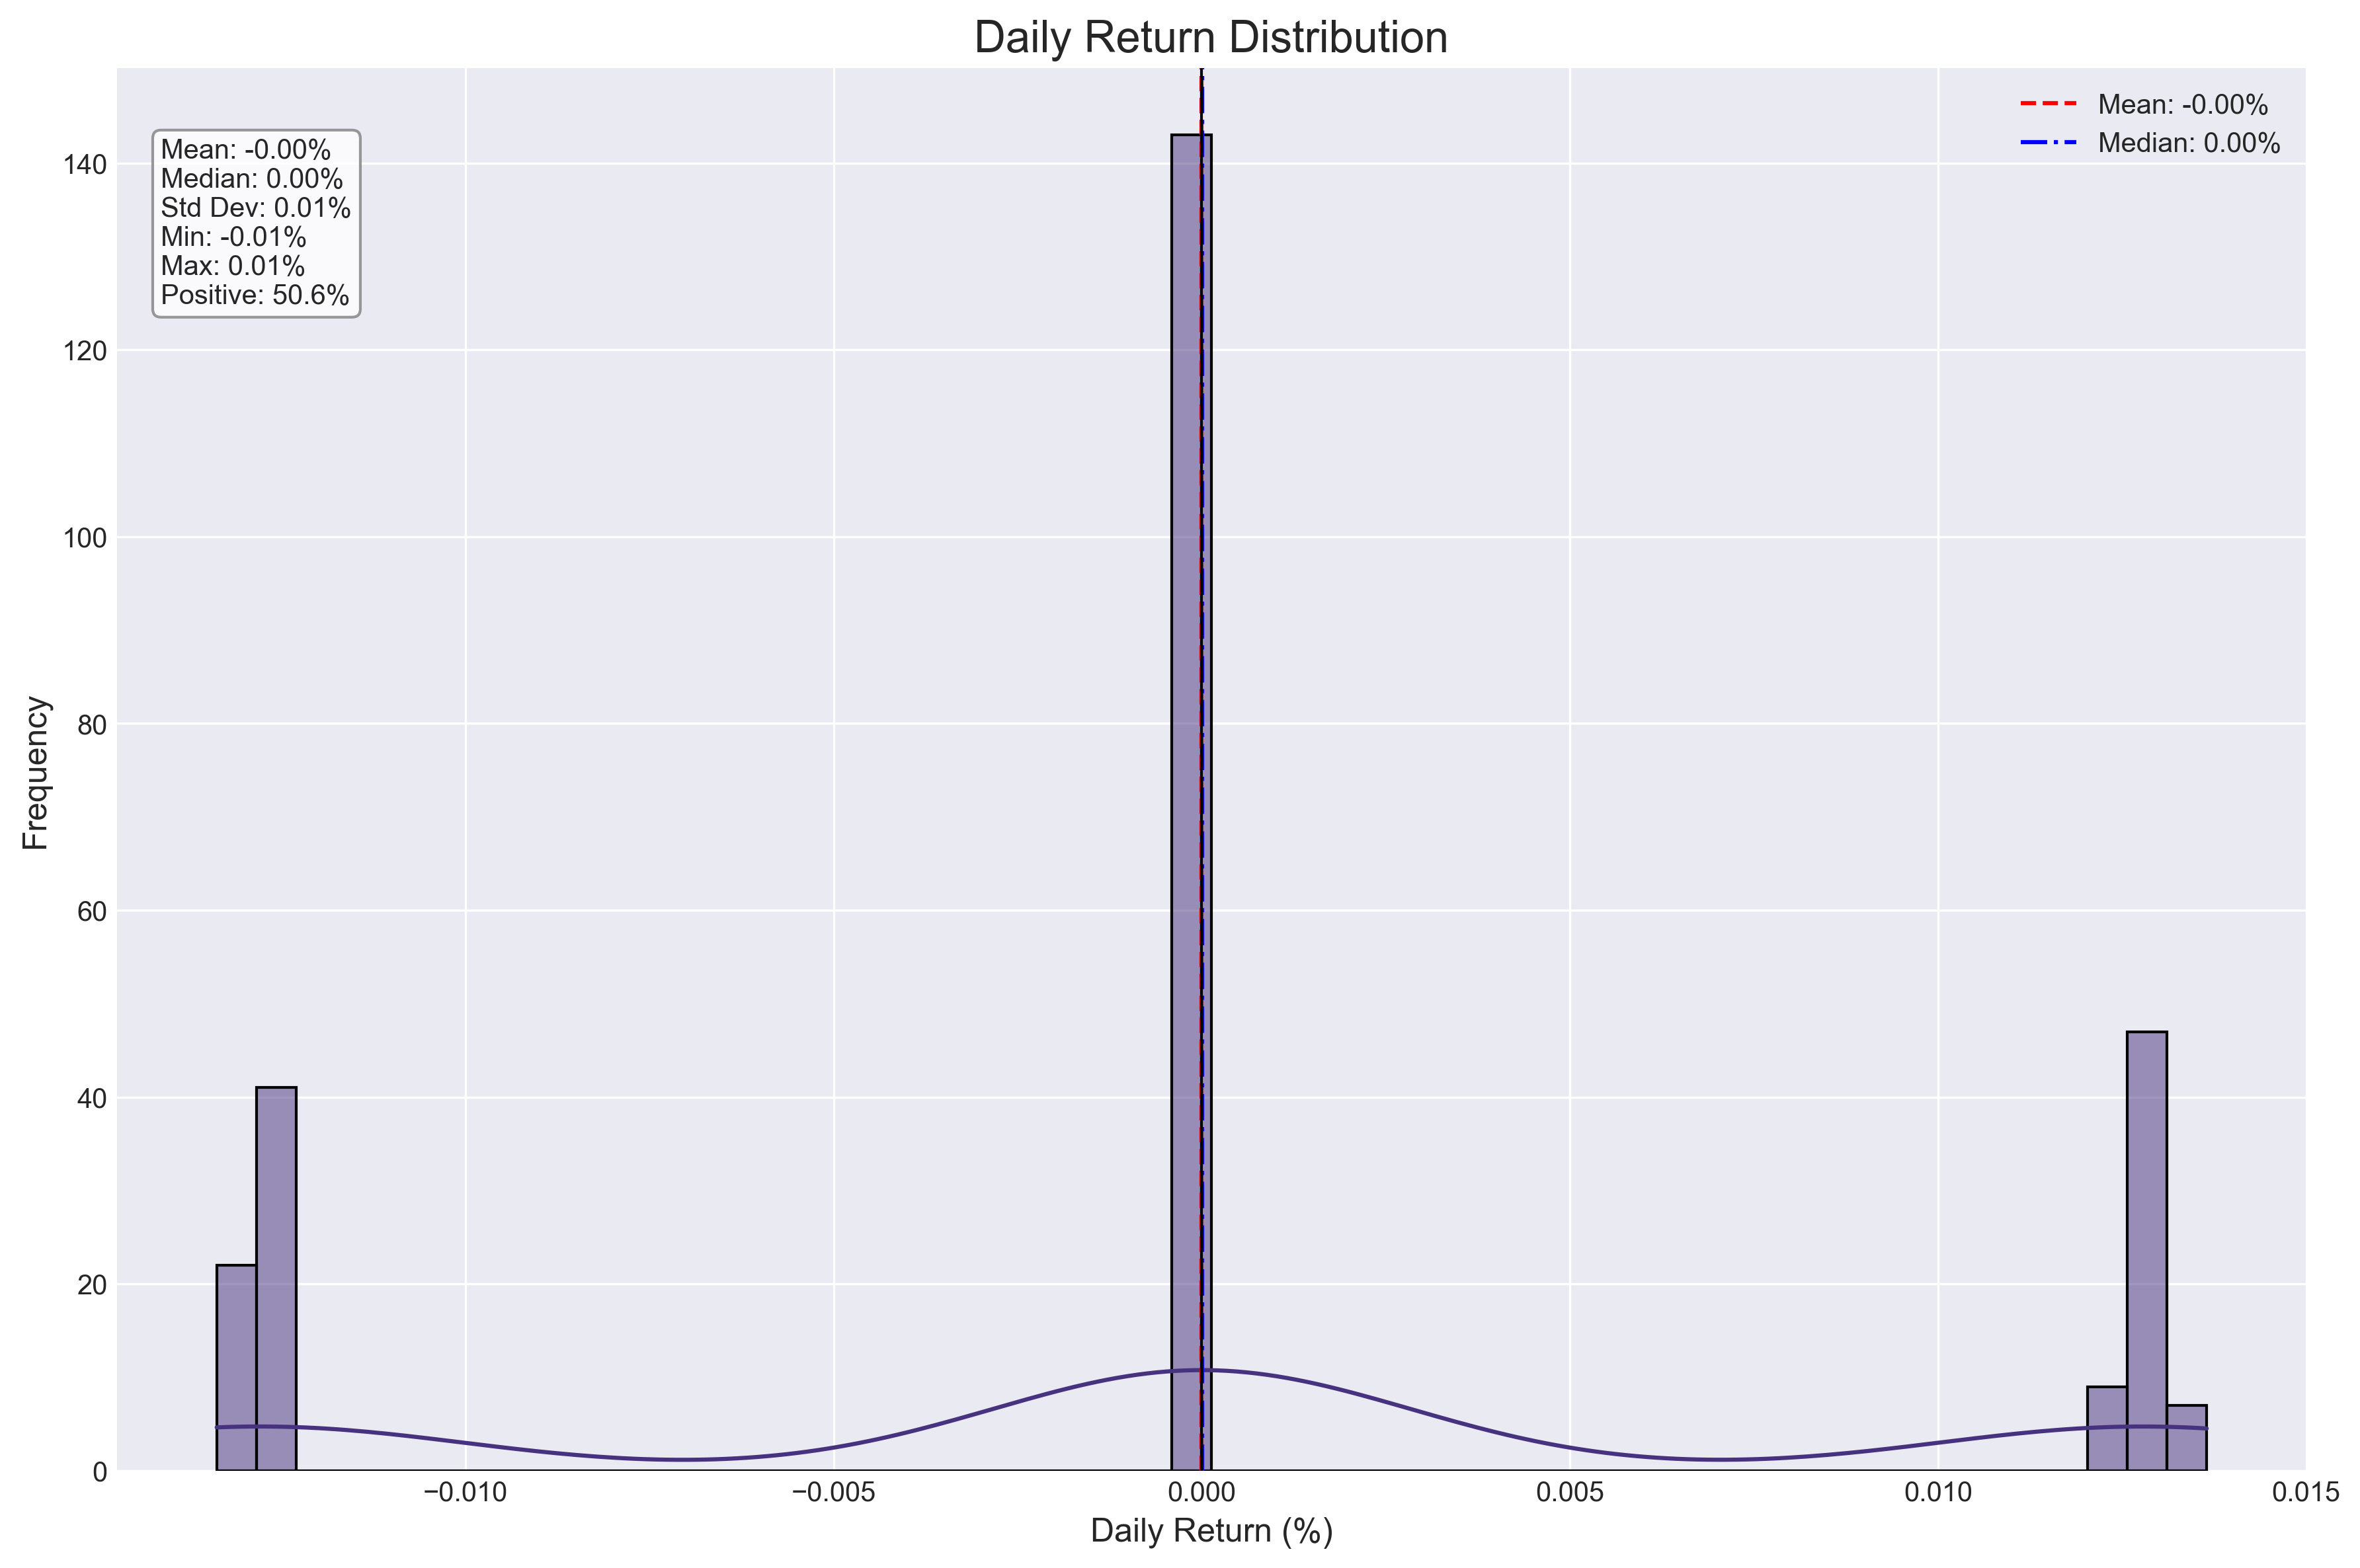 Daily Return Distribution
Mean: -0.00%
Median: 0.00%
Mean: -0.00%
Median: 0.00%
Std Dev: 0.01%
Min: -0.01%
Max: 0.01%
Positive: 50.6%
140
120
100
80
60
40
20
0
Frequency
−0.010
−0.005
0.000
0.005
0.010
0.015
Daily Return (%)